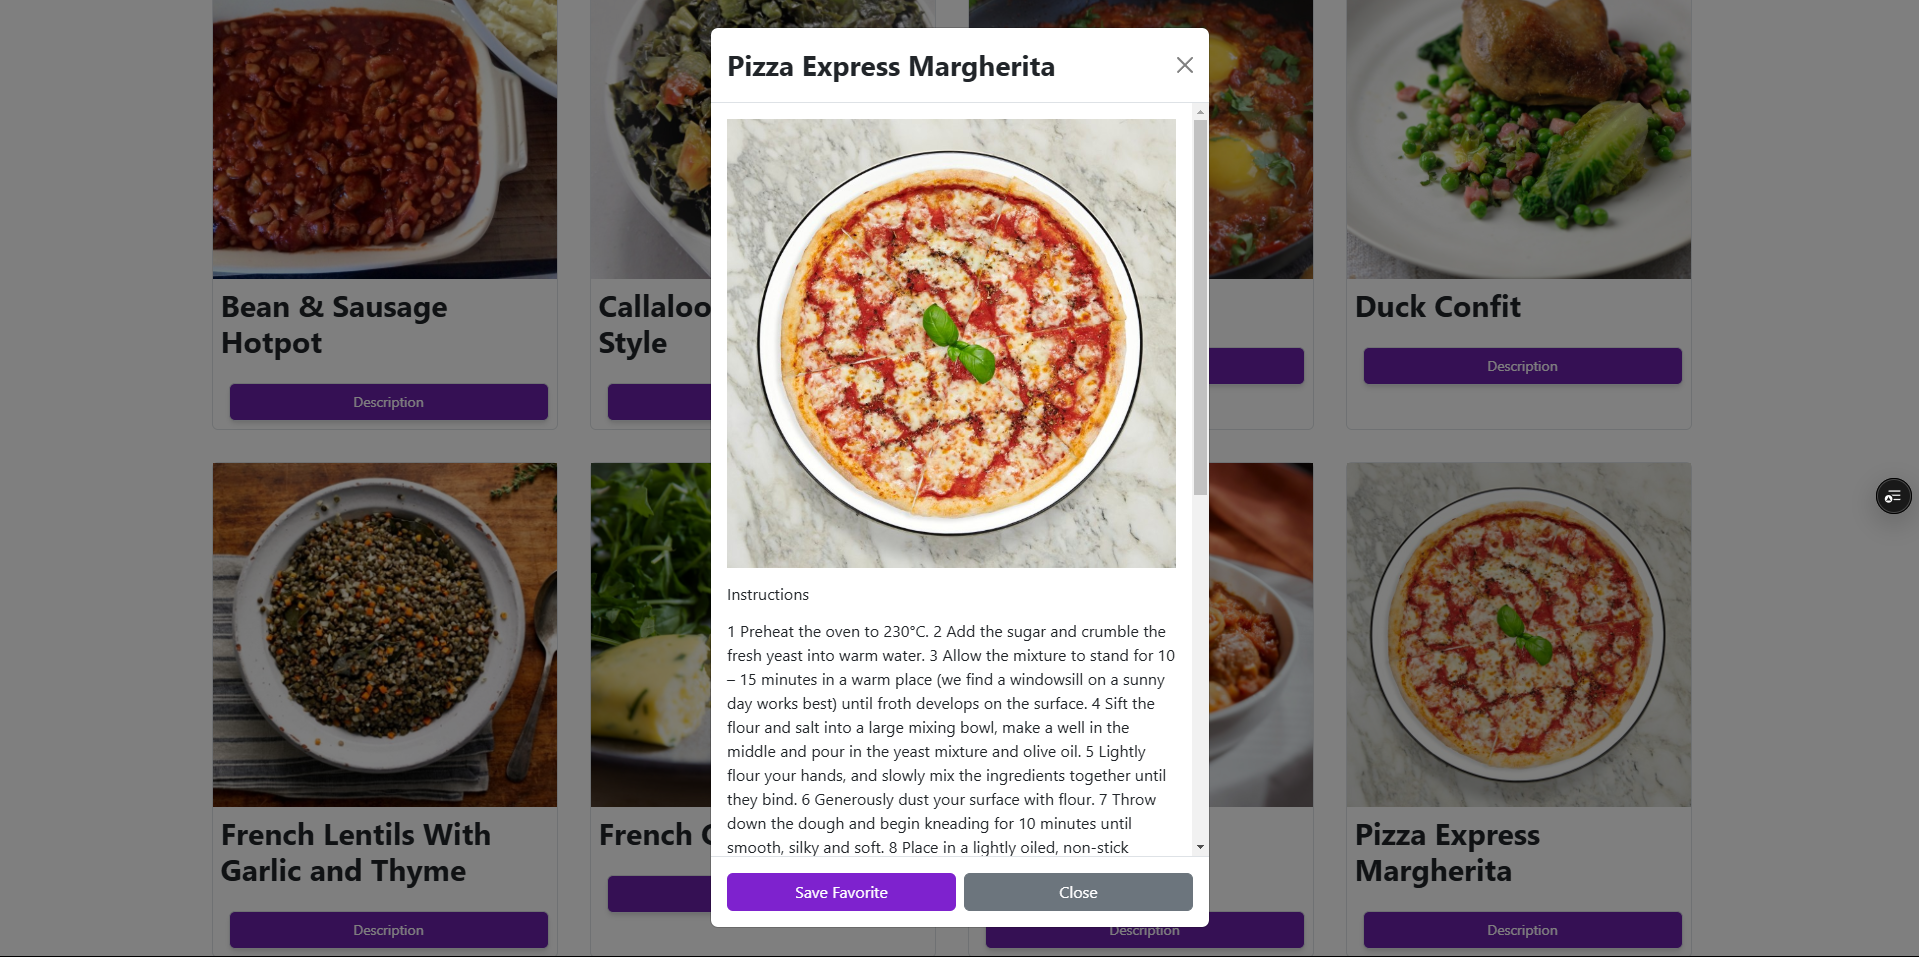 Pizza Express Margherita
Instructions
1 Preheat the oven to 230°C. 2 Add the sugar and crumble the
fresh yeast into warm water. 3 Allow the mixture to stand for 10
– 15 minutes in a warm place (we find a windowsill on a sunny
day works best) until froth develops on the surface. 4 Sift the
flour and salt into a large mixing bowl, make a well in the
middle and pour in the yeast mixture and olive oil. 5 Lightly
flour your hands, and slowly mix the ingredients together until
they bind. 6 Generously dust your surface with flour. 7 Throw
down the dough and begin kneading for 10 minutes until
smooth, silky and soft. 8 Place in a lightly oiled, non-stick
Save Favorite
Close
Bean & Sausage
Hotpot
Description
Callaloo
Style
Duck Confit
Description
French Lentils With
Garlic and Thyme
Description
French
Description
Pizza Express
Margherita
Description